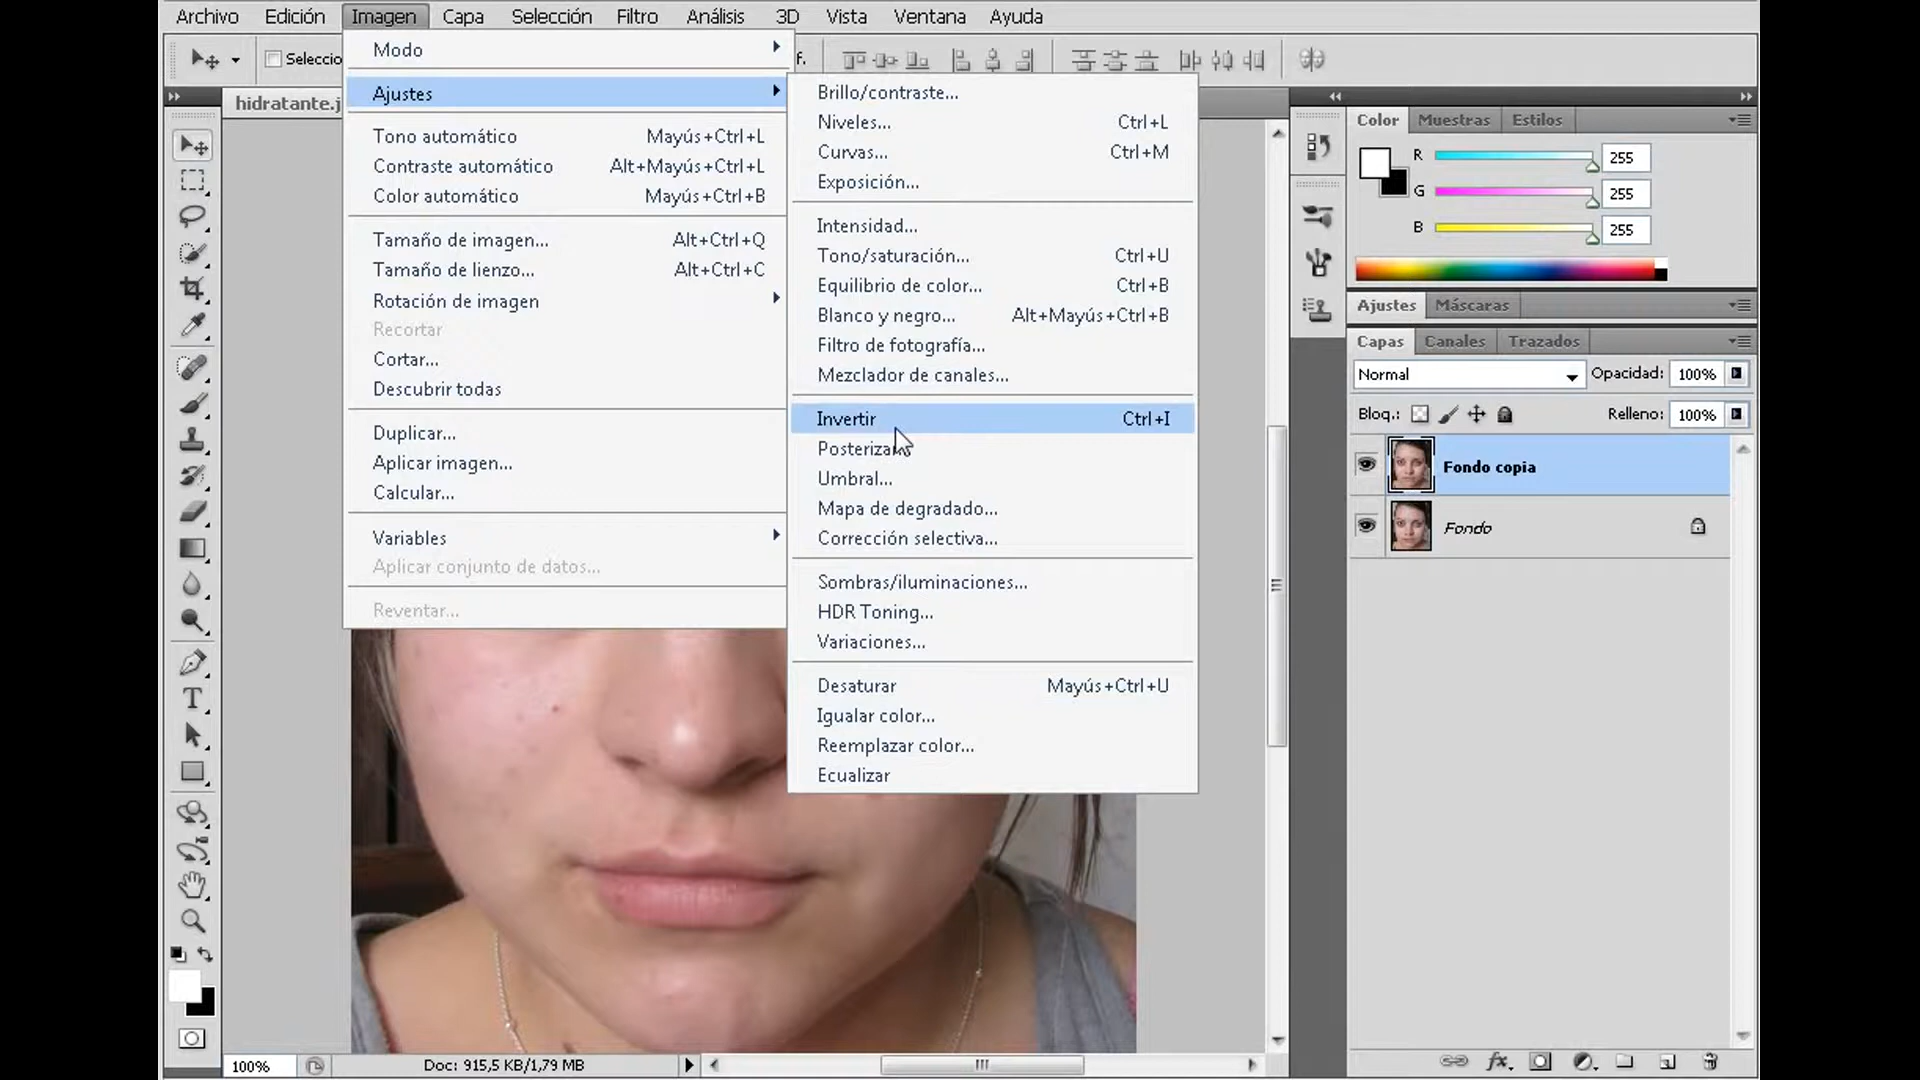 Archivo Edición Imagen Capa Selección Filtro Análisis 3D Vista Ventana Ayuda
Seleccio
hidratante.j
Modo
Ajustes
Tono automático Mayús+Ctrl+L
Contraste automático Alt+Mayús+Ctrl+L
Color automático Mayús+Ctrl+B
Tamaño de imagen... Alt+Ctrl+Q
Tamaño de lienzo... Alt+Ctrl+C
Rotación de imagen
Recortar
Cortar...
Descubrir todas
Duplicar...
Aplicar imagen...
Calcular...
Variables
Aplicar conjunto de datos...
Reventar...
Brillo/contraste...
Niveles... Ctrl+L
Curvas... Ctrl+M
Exposición...
Intensidad...
Tono/saturación... Ctrl+U
Equilibrio de color... Ctrl+B
Blanco y negro... Alt+Mayús+Ctrl+B
Filtro de fotografía...
Mezclador de canales...
Invertir Ctrl+I
Posteriza
Umbral...
Mapa de degradado...
Corrección selectiva...
Sombras/iluminaciones...
HDR Toning...
Variaciones...
Desaturar Mayús+Ctrl+U
Igualar color...
Reemplazar color...
Ecualizar
Color Muestras Estilos
R 255
G 255
B 255
Ajustes Máscaras
Capas Canales Trazados
Normal Opacidad: 100%
Bloq.: Relleno: 100%
Fondo copia
Fondo
100% Doc: 915,5 KB/1,79 MB